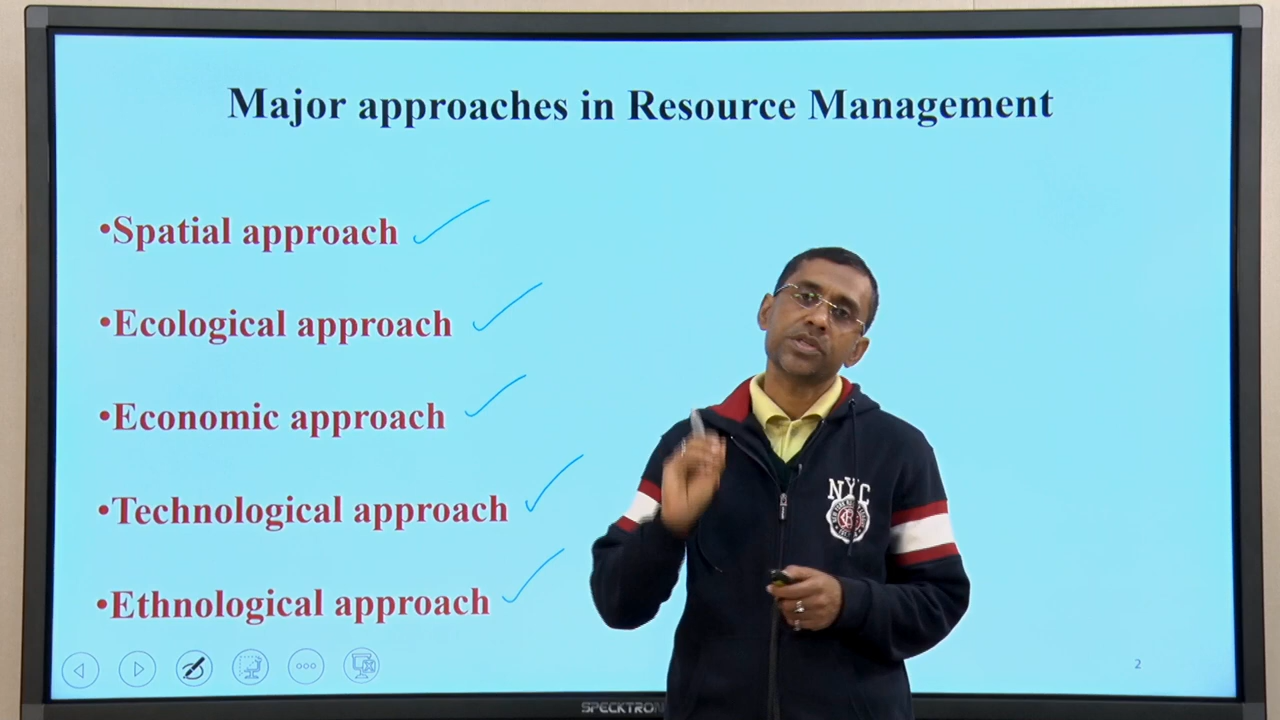 Major approaches in Resource Management
•Spatial approach
•Ecological approach
•Economic approach
•Technological approach
•Ethnological approach
NYC
2
SPECKTRON